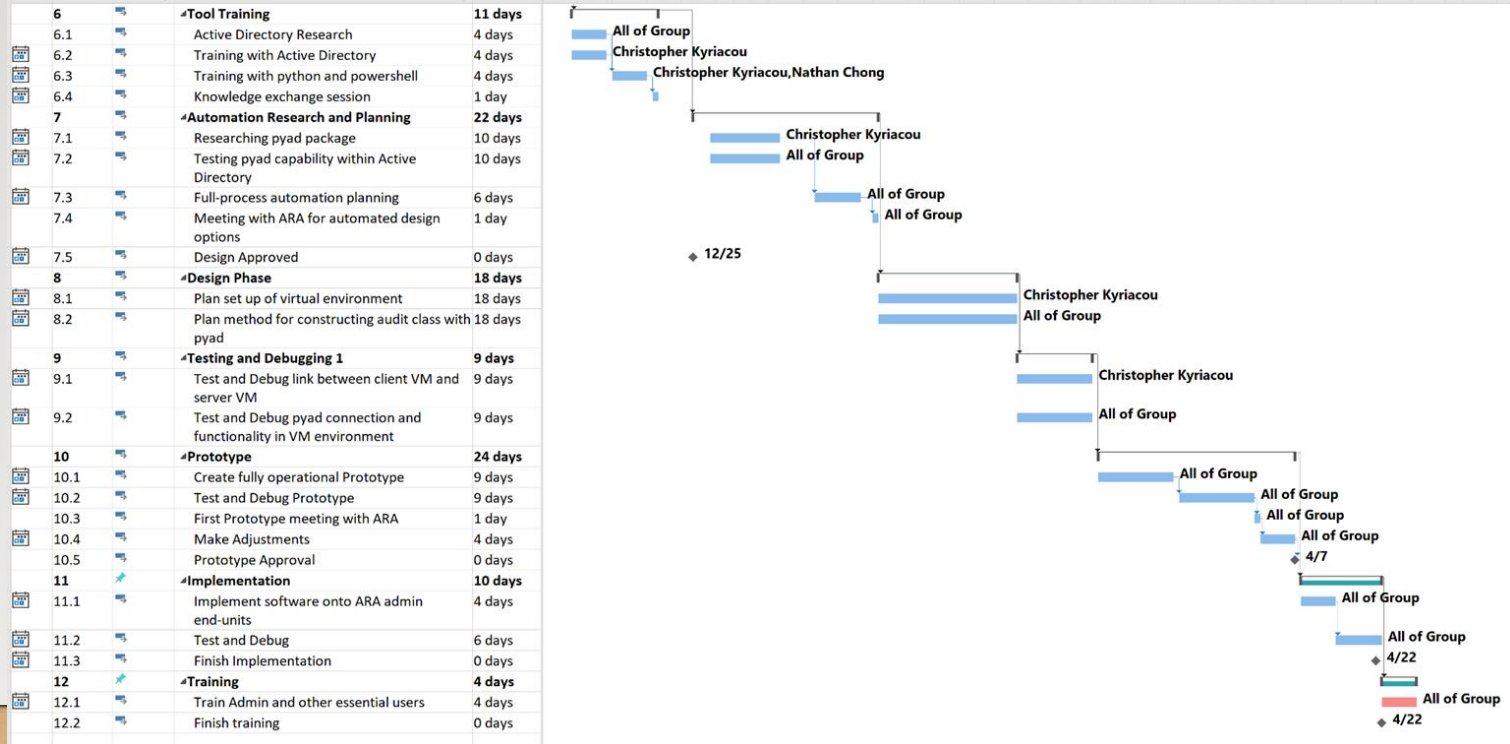 6 Tool Training 11 days
6.1 Active Directory Research 4 days All of Group
6.2 Training with Active Directory 4 days Christopher Kyriacou
6.3 Training with python and powershell 4 days Christopher Kyriacou,Nathan Chong
6.4 Knowledge exchange session 1 day
7 Automation Research and Planning 22 days
7.1 Researching pyad package 10 days Christopher Kyriacou
7.2 Testing pyad capability within Active 10 days All of Group
Directory
7.3 Full-process automation planning 6 days All of Group
7.4 Meeting with ARA for automated design 1 day All of Group
options
7.5 Design Approved 0 days 12/25
8 Design Phase 18 days
8.1 Plan set up of virtual environment 18 days Christopher Kyriacou
8.2 Plan method for constructing audit class with 18 days All of Group
pyad
9 Testing and Debugging 1 9 days
9.1 Test and Debug link between client VM and 9 days Christopher Kyriacou
server VM
9.2 Test and Debug pyad connection and 9 days All of Group
functionality in VM environment
10 Prototype 24 days
10.1 Create fully operational Prototype 9 days All of Group
10.2 Test and Debug Prototype 9 days All of Group
10.3 First Prototype meeting with ARA 1 day All of Group
10.4 Make Adjustments 4 days All of Group
10.5 Prototype Approval 0 days 4/7
11 Implementation 10 days
11.1 Implement software onto ARA admin 4 days All of Group
end-units
11.2 Test and Debug 6 days All of Group
11.3 Finish Implementation 0 days 4/22
12 Training 4 days
12.1 Train Admin and other essential users 4 days All of Group
12.2 Finish training 0 days 4/22